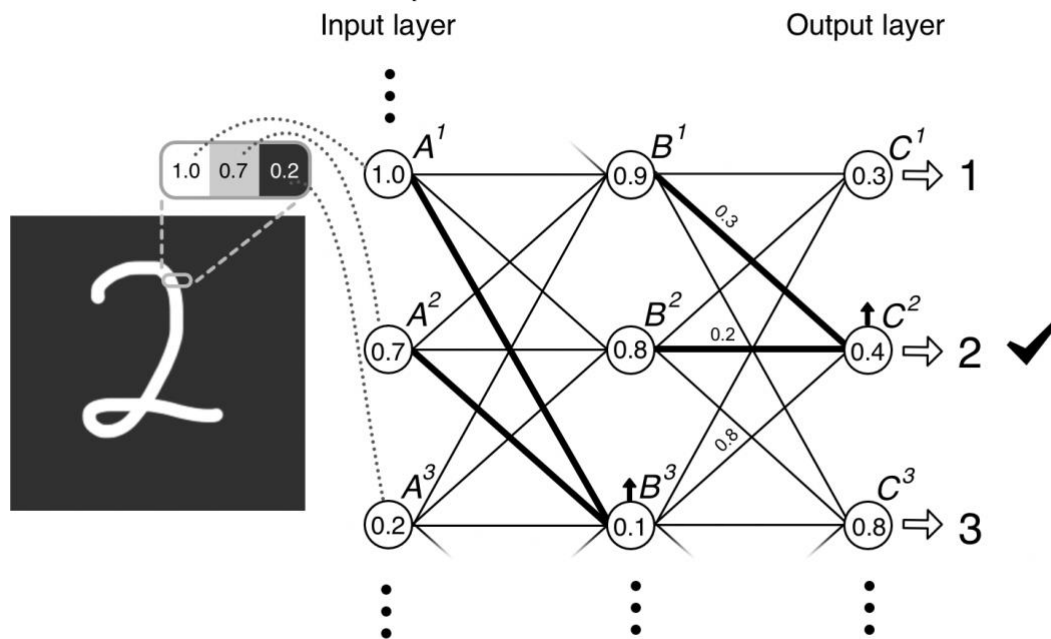 Input layer
Output layer
1.0 0.7 0.2
A¹ B¹ C¹
1.0 0.9 0.3 1
0.3
A² B² C²
0.7 0.8 0.2 0.4 2
0.8
A³ B³ C³
0.2 0.1 0.8 3
2